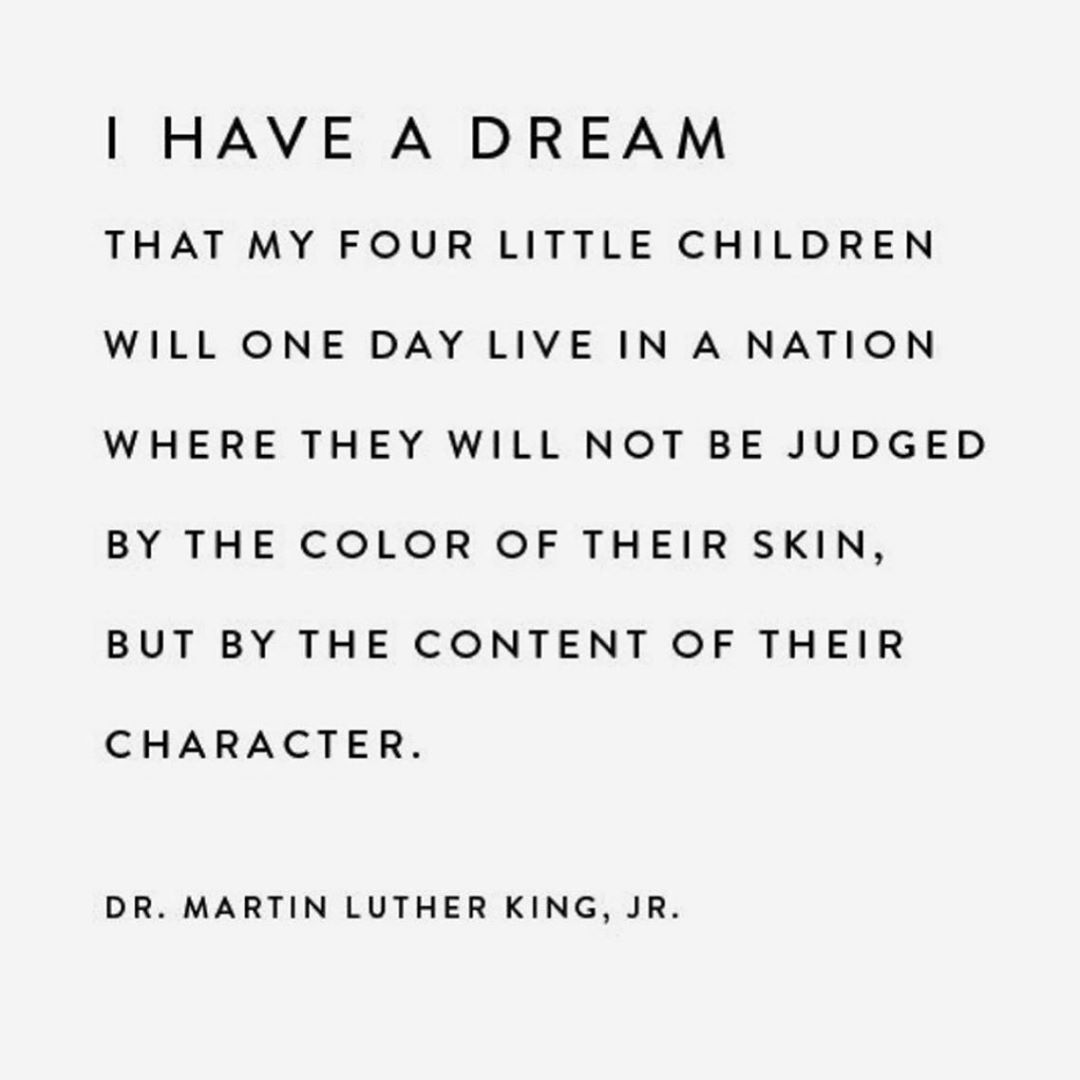 I HAVE A DREAM
THAT MY FOUR LITTLE CHILDREN
WILL ONE DAY LIVE IN A NATION
WHERE THEY WILL NOT BE JUDGED
BY THE COLOR OF THEIR SKIN,
BUT BY THE CONTENT OF THEIR
CHARACTER.
DR. MARTIN LUTHER KING, JR.